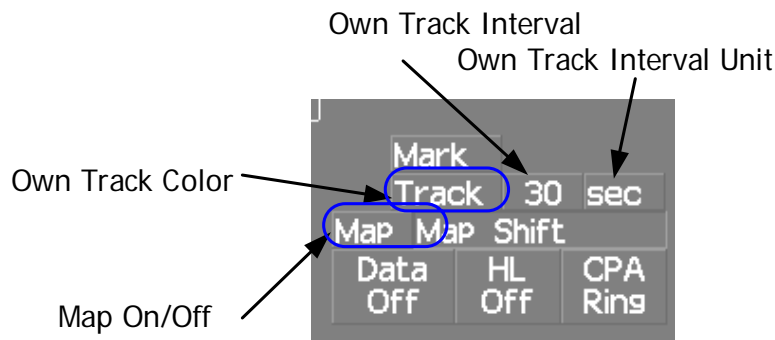 Own Track Interval
Own Track Interval Unit
Mark
Own Track Color
Track 30 sec
Map Map Shift
Data Off HL Off CPA Ring
Map On/Off